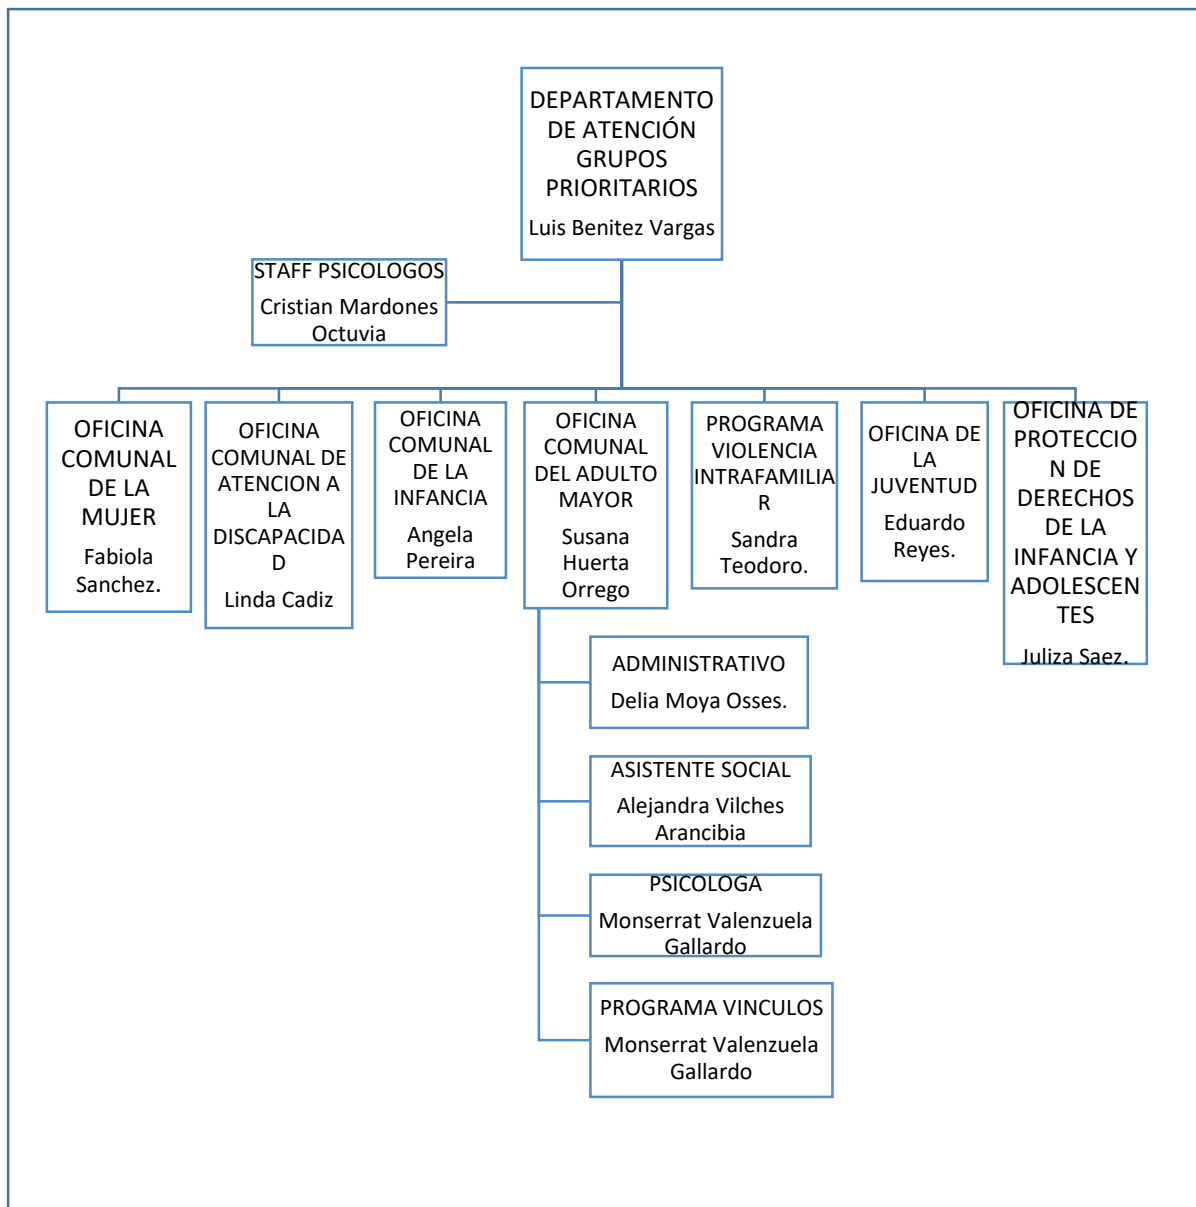 DEPARTAMENTO
DE ATENCIÓN
GRUPOS
PRIORITARIOS
Luis Benitez Vargas
STAFF PSICOLOGOS
Cristian Mardones
Octuvia
OFICINA
COMUNAL
DE LA
MUJER
Fabiola
Sanchez.
OFICINA
COMUNAL DE
ATENCION A
LA
DISCAPACIDA
D
Linda Cadiz
OFICINA
COMUNAL
DE LA
INFANCIA
Angela
Pereira
OFICINA
COMUNAL
DEL ADULTO
MAYOR
Susana
Huerta
Orrego
PROGRAMA
VIOLENCIA
INTRAFAMILIA
R
Sandra
Teodoro.
OFICINA DE
LA
JUVENTUD
Eduardo
Reyes.
OFICINA DE
PROTECCIO
N DE
DERECHOS
DE LA
INFANCIA Y
ADOLESCEN
TES
Juliza Saez.
ADMINISTRATIVO
Delia Moya Osses.
ASISTENTE SOCIAL
Alejandra Vilches
Arancibia
PSICOLOGA
Monserrat Valenzuela
Gallardo
PROGRAMA VINCULOS
Monserrat Valenzuela
Gallardo